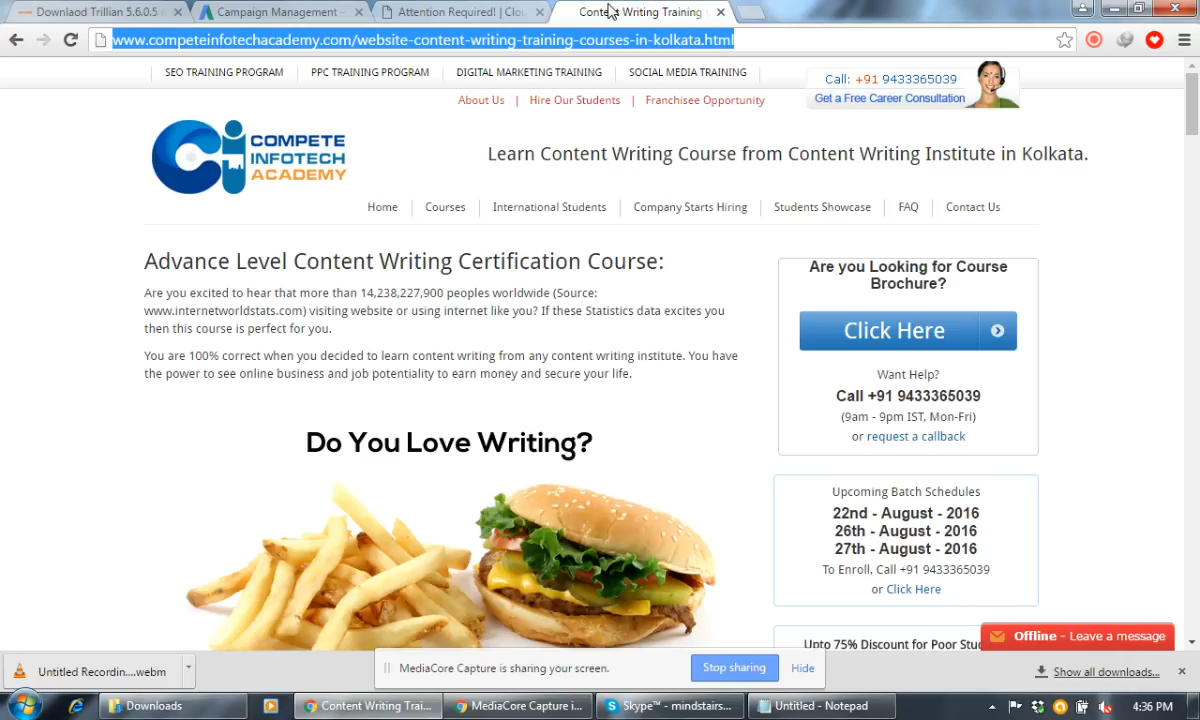 Downlaod Trillian 5.6.0.5
Campaign Management -
Attention Required! | Clou
Content Writing Training
www.competeinfotechacademy.com/website-content-writing-training-courses-in-kolkata.html
SEO TRAINING PROGRAM
PPC TRAINING PROGRAM
DIGITAL MARKETING TRAINING
SOCIAL MEDIA TRAINING
Call: +91 9433365039
Get a Free Career Consultation
About Us | Hire Our Students | Franchisee Opportunity
COMPETE
INFOTECH
ACADEMY
Learn Content Writing Course from Content Writing Institute in Kolkata.
Home
Courses
International Students
Company Starts Hiring
Students Showcase
FAQ
Contact Us
Advance Level Content Writing Certification Course:
Are you excited to hear that more than 14,238,227,900 peoples worldwide (Source:
www.internetworldstats.com) visiting website or using internet like you? If these Statistics data excites you
then this course is perfect for you.
You are 100% correct when you decided to learn content writing from any content writing institute. You have
the power to see online business and job potentiality to earn money and secure your life.
Do You Love Writing?
Are you Looking for Course
Brochure?
Click Here
Want Help?
Call +91 9433365039
(9am - 9pm IST, Mon-Fri)
or request a callback
Upcoming Batch Schedules
22nd - August - 2016
26th - August - 2016
27th - August - 2016
To Enroll, Call +91 9433365039
or Click Here
Upto 75% Discount for Poor Stu
Offline - Leave a message
Untitled Recordin....webm
MediaCore Capture is sharing your screen.
Stop sharing
Hide
Show all downloads...
Downloads
Content Writing Trai...
MediaCore Capture i...
Skype™ - mindstairs...
Untitled - Notepad
4:36 PM